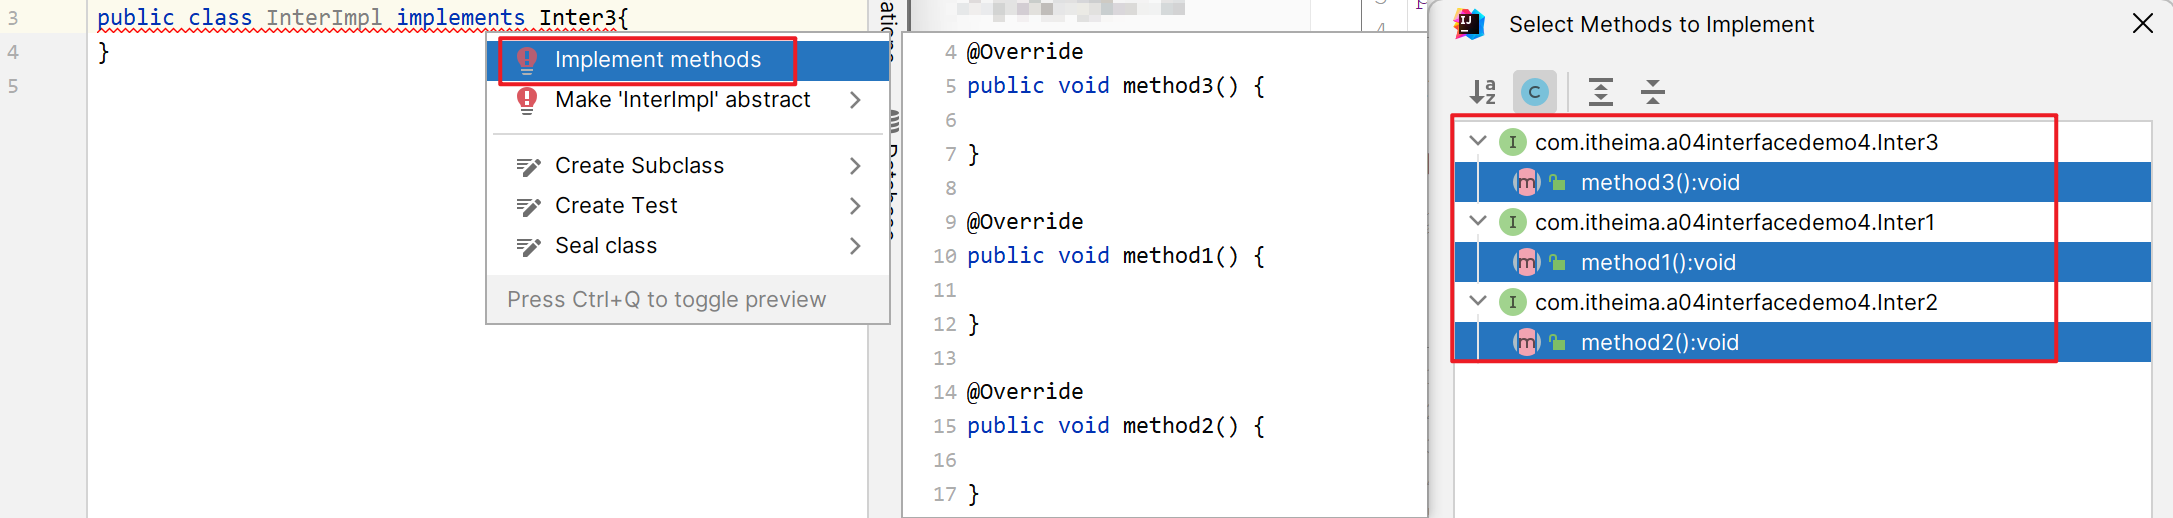 3 public class InterImpl implements Inter3{
4 }
5
Implement methods
Make 'InterImpl' abstract
Create Subclass
Create Test
Seal class
Press Ctrl+Q to toggle preview
4 @Override
5 public void method3() {
6
7 }
8
9 @Override
10 public void method1() {
11
12 }
13
14 @Override
15 public void method2() {
16
17 }
4
Select Methods to Implement
com.itheima.a04interfacedemo4.Inter3
method3():void
com.itheima.a04interfacedemo4.Inter1
method1():void
com.itheima.a04interfacedemo4.Inter2
method2():void